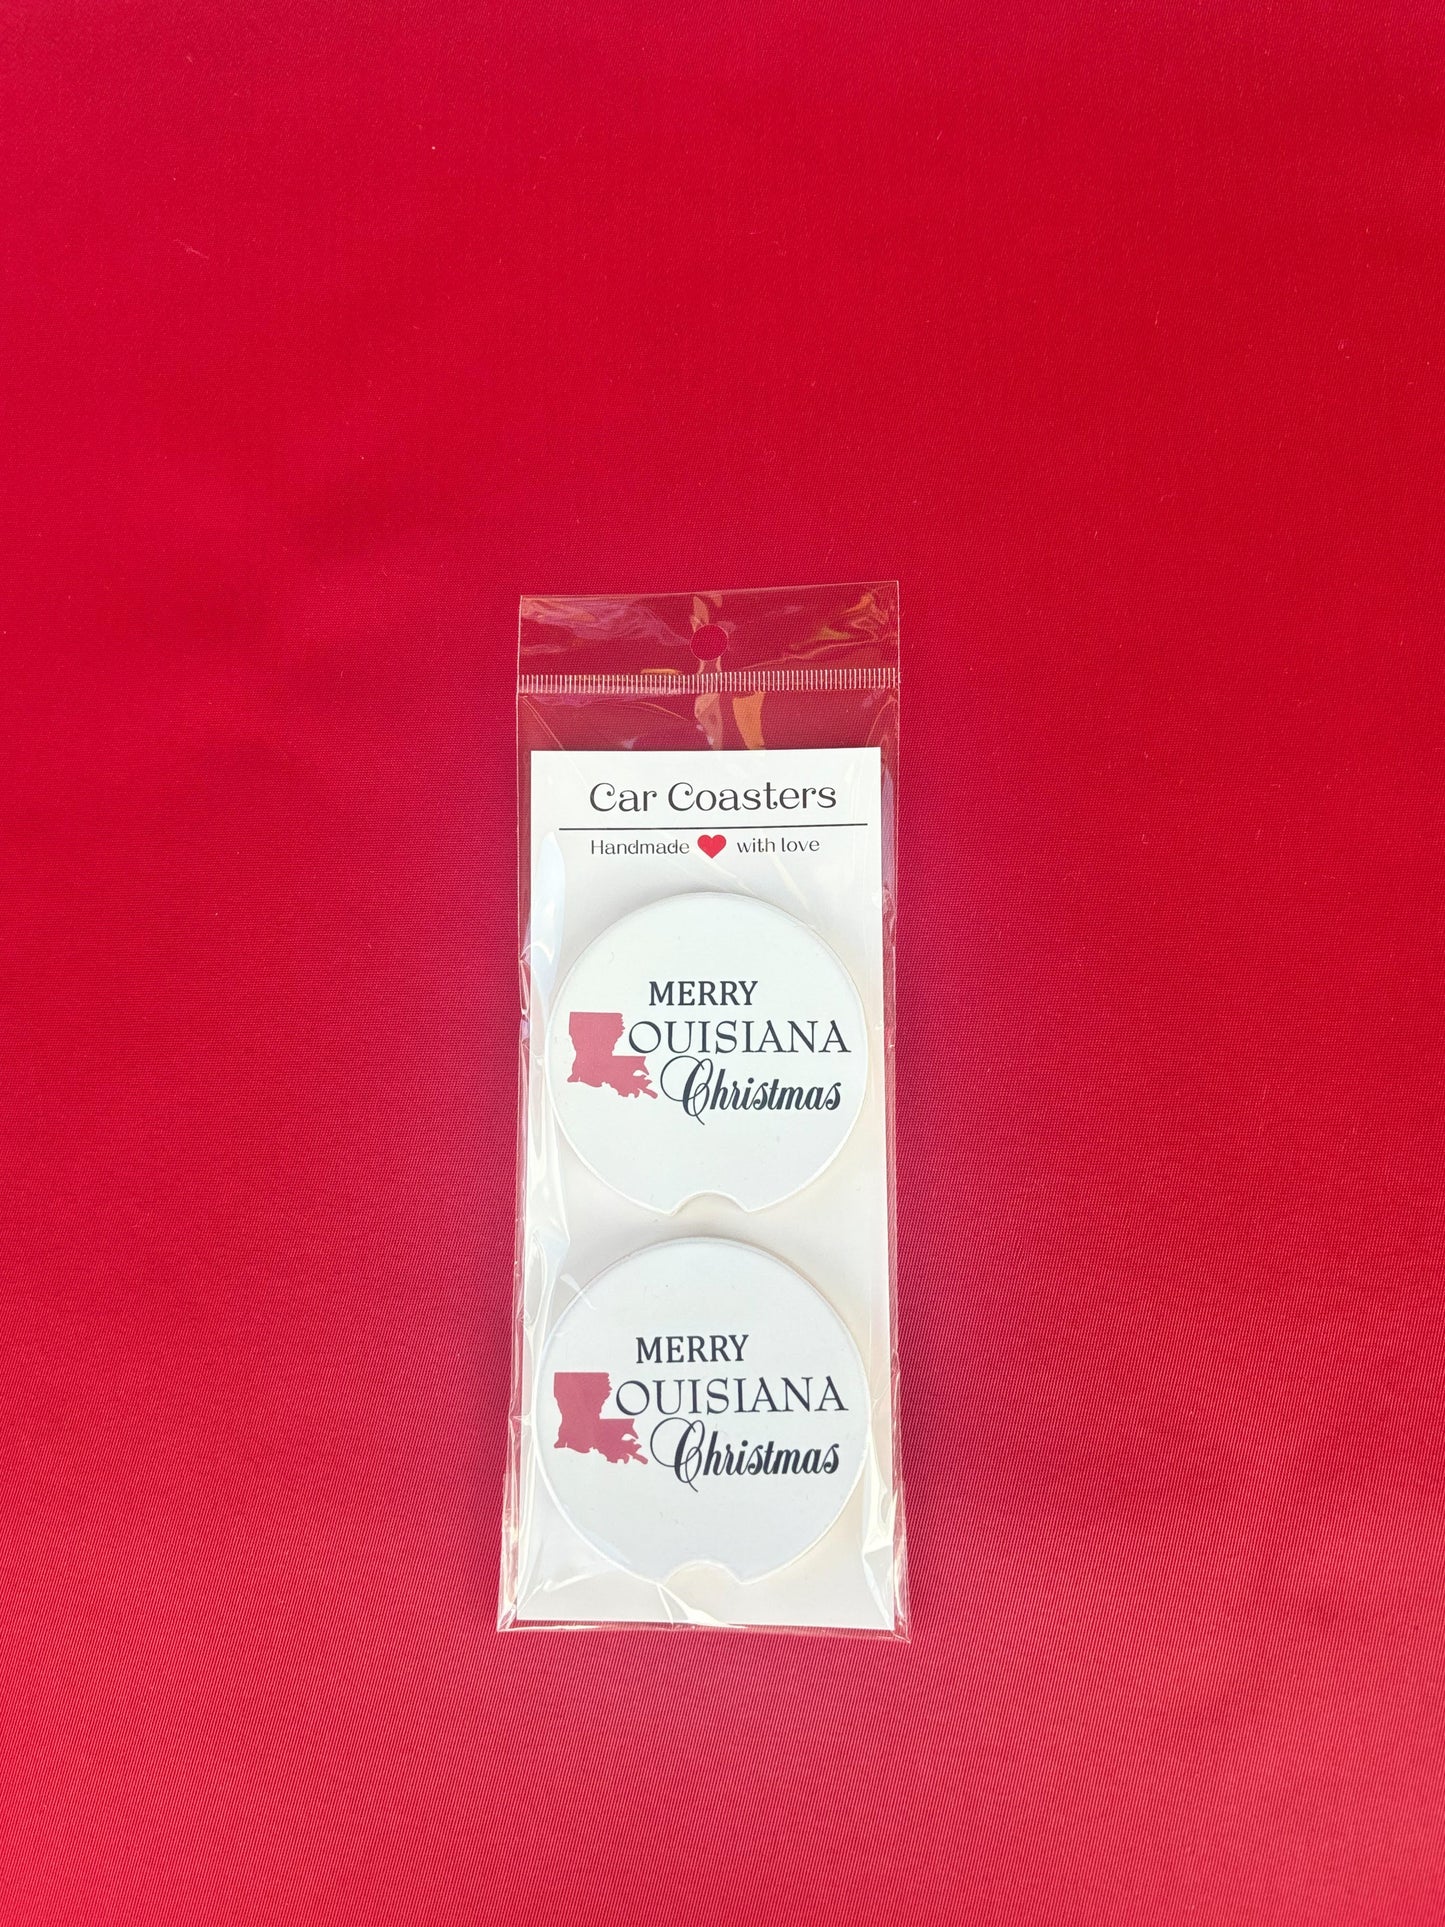 Car Coasters
Handmade ❤ with love
MERRY
OUISIANA
Christmas
MERRY
OUISIANA
Christmas